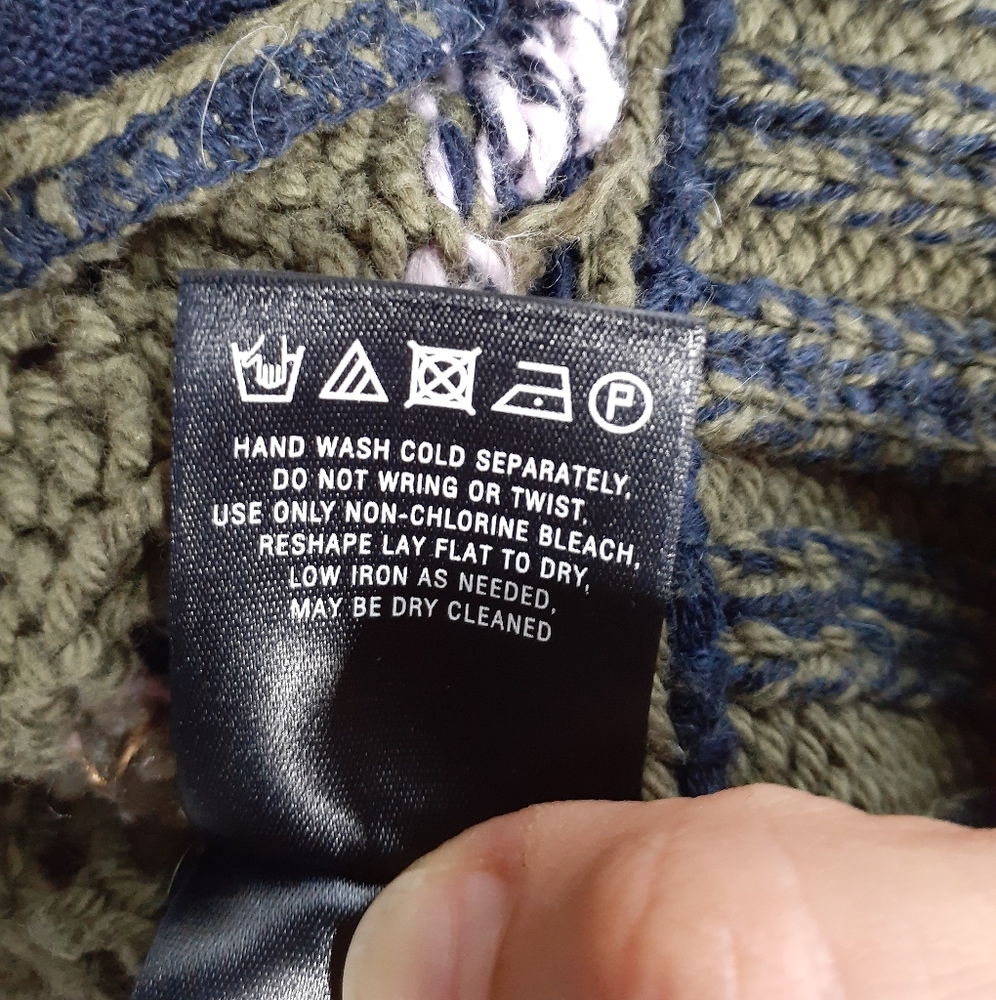 P
HAND WASH COLD SEPARATELY,
DO NOT WRING OR TWIST,
USE ONLY NON-CHLORINE BLEACH,
RESHAPE LAY FLAT TO DRY,
LOW IRON AS NEEDED,
MAY BE DRY CLEANED